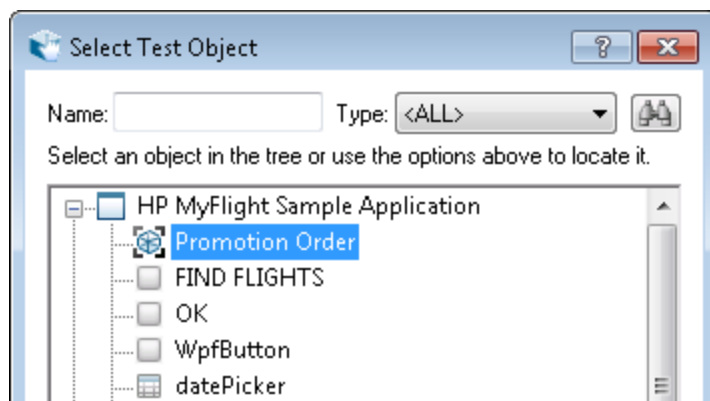 Select Test Object
?
Name: Type: <ALL>
Select an object in the tree or use the options above to locate it.
HP MyFlight Sample Application
Promotion Order
FIND FLIGHTS
OK
WpfButton
datePicker